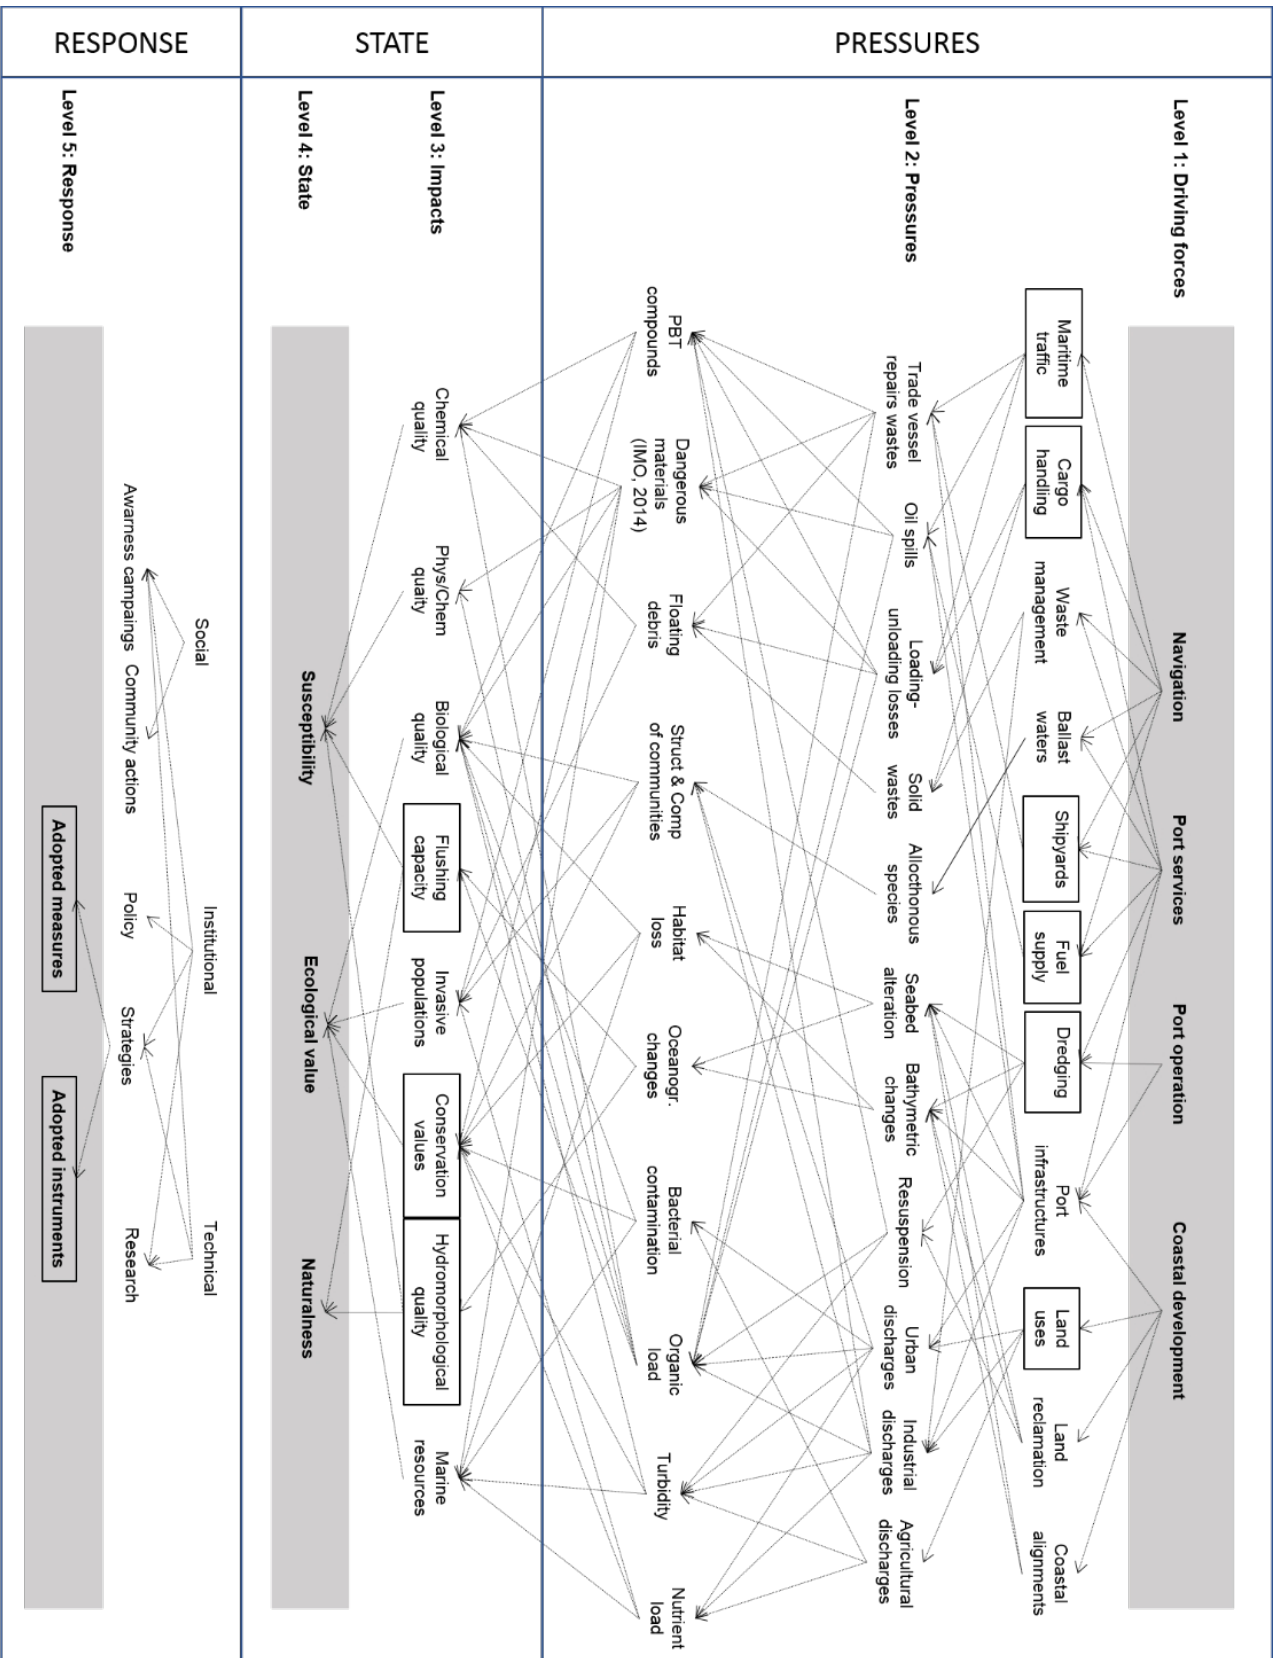 RESPONSE
STATE
PRESSURES
Level 1: Driving forces
Navigation
Port services
Port operation
Coastal development
Maritime
traffic
Cargo
handling
Waste
management
Ballast
waters
Shipyards
Fuel
supply
Dredging
Port
infrastructures
Land
uses
Land
reclamation
Coastal
alignments
Level 2: Pressures
Trade vessel
repairs wastes
Oil spills
Loading-
unloading losses
Solid
wastes
Allocthonous
species
Seabed
alteration
Bathymetric
changes
Resuspension
Urban
discharges
Industrial
discharges
Agricultural
discharges
PBT
compounds
Dangerous
materials
(IMO, 2014)
Floating
debris
Struct & Comp
of communities
Habitat
loss
Oceanogr.
changes
Bacterial
contamination
Organic
load
Turbidity
Nutrient
load
Level 3: Impacts
Chemical
quality
Phys/Chem
quaity
Biological
quality
Flushing
capacity
Invasive
populations
Conservation
values
Hydromorphological
quality
Marine
resources
Level 4: State
Susceptibility
Ecological value
Naturalness
Social
Institutional
Technical
Awarness campaings
Community actions
Policy
Strategies
Research
Level 5: Response
Adopted measures
Adopted instruments